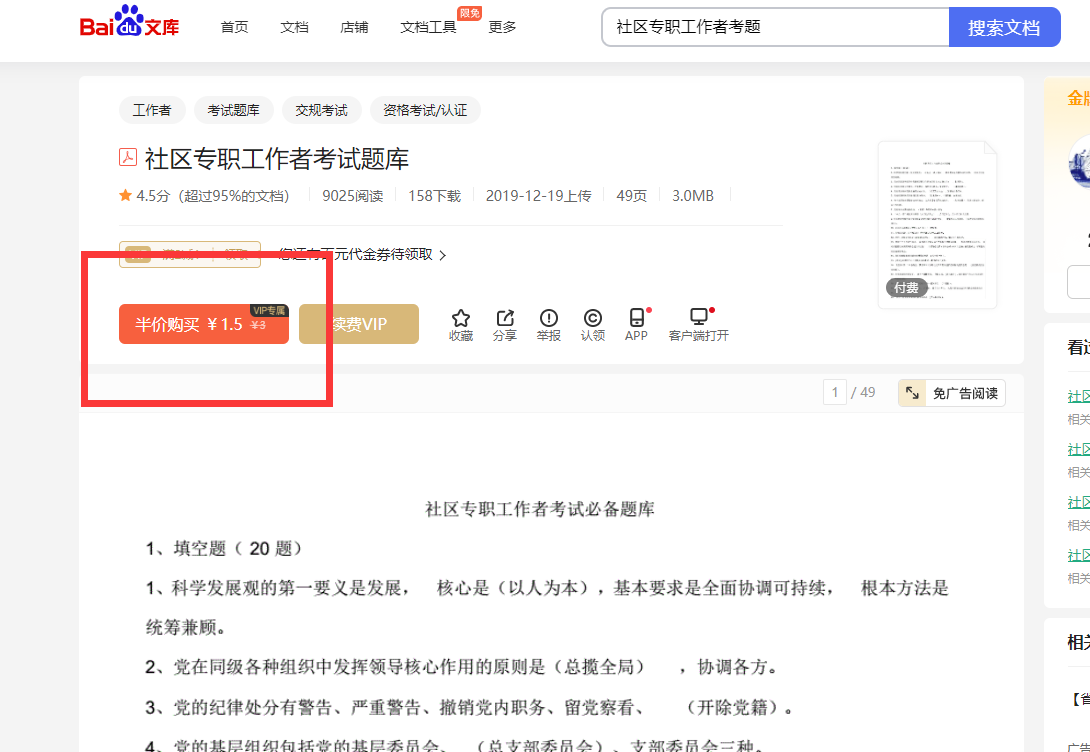 Bai du 文库
首页
文档
店铺
文档工具
限免
更多
社区专职工作者考题
搜索文档
工作者
考试题库
交规考试
资格考试/认证
社区专职工作者考试题库
4.5分（超过95%的文档）
9025阅读
158下载
2019-12-19上传
49页
3.0MB
元代金券待领取
付费
半价购买 ￥1.5 ￥3
VIP专属
续费VIP
收藏
分享
举报
认领
APP
客户端打开
1 / 49
免广告阅读
社区专职工作者考试必备题库
1、填空题（ 20 题）
1、科学发展观的第一要义是发展， 核心是（以人为本），基本要求是全面协调可持续， 根本方法是
统筹兼顾。
2、党在同级各种组织中发挥领导核心作用的原则是（总揽全局） ，协调各方。
3、党的纪律处分有警告、严重警告、撤销党内职务、留党察看、 （开除党籍）。
4、党的基层组织包括党的基层委员会、 （总支部委员会）、支部委员会三种。
金牌
看过
社区
相关
社区
相关
社区
相关
社区
相关
相关
【省
广告